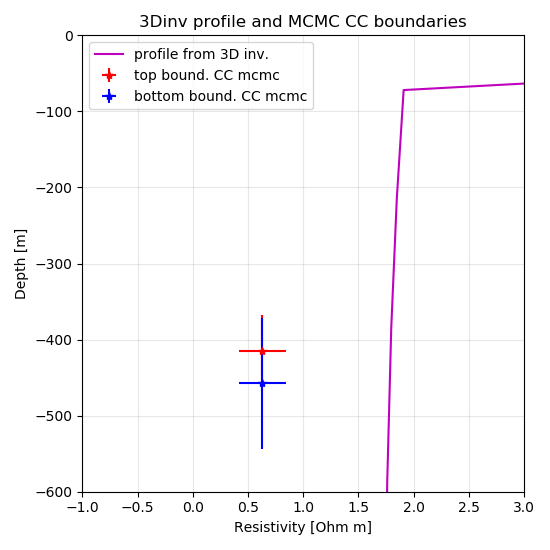 3Dinv profile and MCMC CC boundaries
profile from 3D inv.
top bound. CC mcmc
bottom bound. CC mcmc
0
−100
−200
−300
−400
−500
−600
Depth [m]
−1.0 −0.5 0.0 0.5 1.0 1.5 2.0 2.5 3.0
Resistivity [Ohm m]